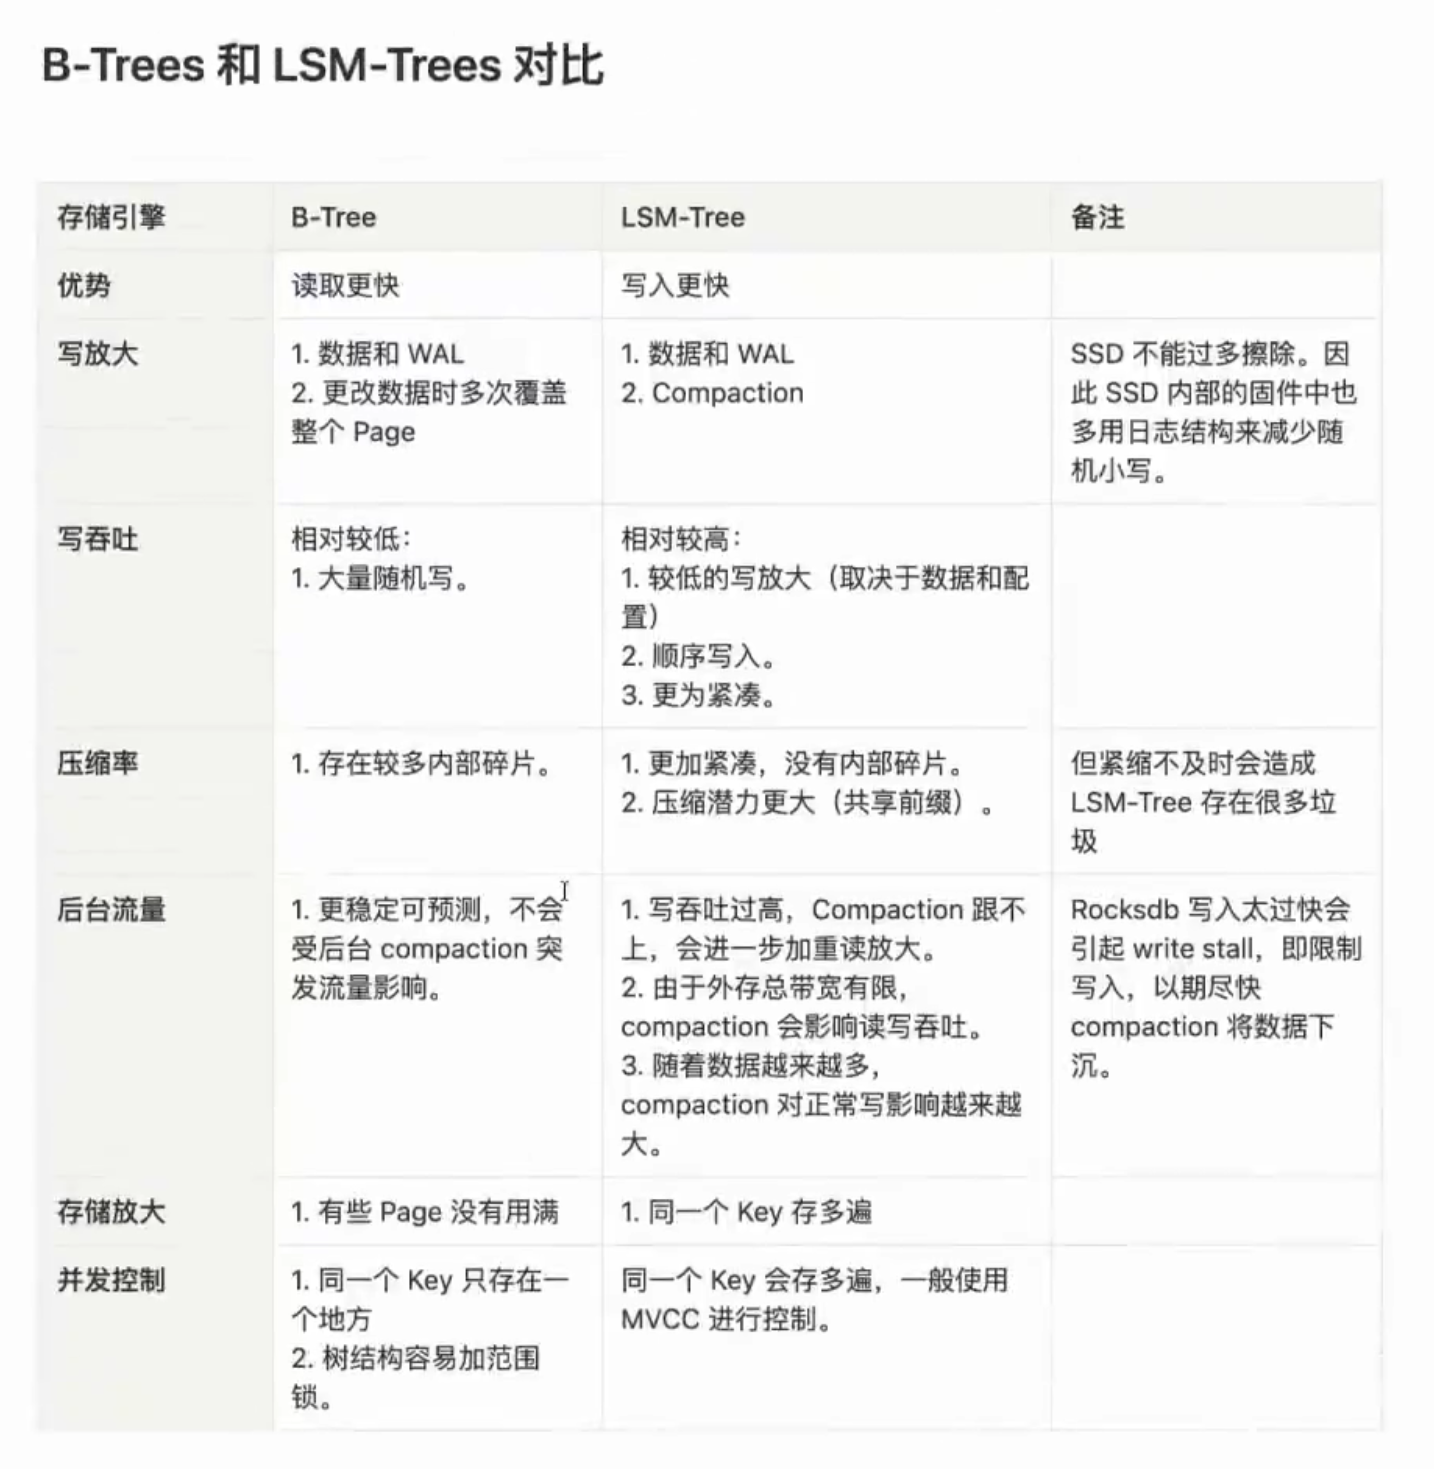 B-Trees 和 LSM-Trees 对比
存储引擎
B-Tree
LSM-Tree
备注
优势
读取更快
写入更快
写放大
1. 数据和 WAL
2. 更改数据时多次覆盖
整个 Page
1. 数据和 WAL
2. Compaction
SSD 不能过多擦除。因
此 SSD 内部的固件中也
多用日志结构来减少随
机小写。
写吞吐
相对较低：
1. 大量随机写。
相对较高：
1. 较低的写放大（取决于数据和配
置）
2. 顺序写入。
3. 更为紧凑。
压缩率
1. 存在较多内部碎片。
1. 更加紧凑，没有内部碎片。
2. 压缩潜力更大（共享前缀）。
但紧缩不及时会造成
LSM-Tree 存在很多垃
圾
后台流量
1. 更稳定可预测，不会
受后台 compaction 突
发流量影响。
1. 写吞吐过高，Compaction 跟不
上，会进一步加重读放大。
2. 由于外存总带宽有限，
compaction 会影响读写吞吐。
3. 随着数据越来越多，
compaction 对正常写影响越来越
大。
Rocksdb 写入太过快会
引起 write stall，即限制
写入，以期尽快
compaction 将数据下
沉。
存储放大
1. 有些 Page 没有用满
1. 同一个 Key 存多遍
并发控制
1. 同一个 Key 只存在一
个地方
2. 树结构容易加范围
锁。
同一个 Key 会存多遍，一般使用
MVCC 进行控制。